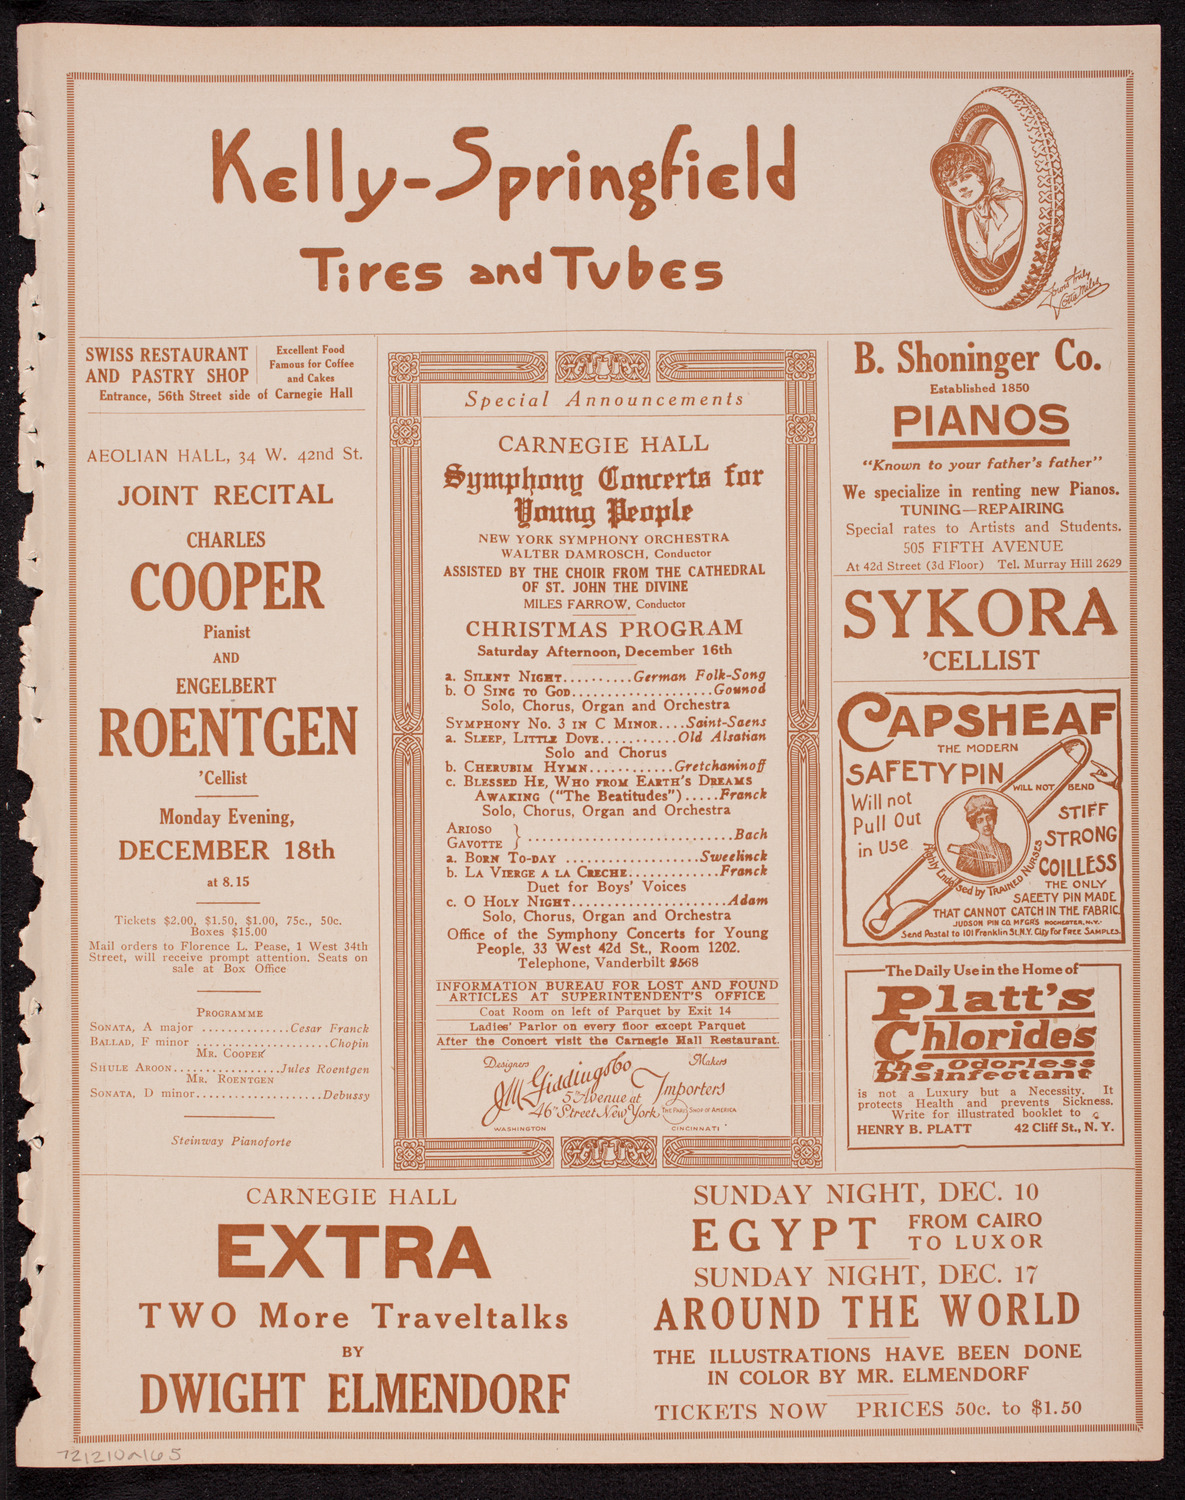 Kelly-Springfield
Tires and Tubes
Yours truly
Lotta Miles
SWISS RESTAURANT
AND PASTRY SHOP
Excellent Food
Famous for Coffee
and Cakes
Entrance, 56th Street side of Carnegie Hall
AEOLIAN HALL, 34 W. 42nd St.
JOINT RECITAL
CHARLES
COOPER
Pianist
AND
ENGELBERT
ROENTGEN
'Cellist
Monday Evening,
DECEMBER 18th
at 8.15
Tickets $2.00, $1.50, $1.00, 75c., 50c.
Boxes $15.00
Mail orders to Florence L. Pease, 1 West 34th
Street, will receive prompt attention. Seats on
sale at Box Office
PROGRAMME
SONATA, A major ..............Cesar Franck
BALLAD, F minor .....................Chopin
MR. COOPER
SHULE AROON.................Jules Roentgen
MR. ROENTGEN
SONATA, D minor....................Debussy
Steinway Pianoforte
Special Announcements
CARNEGIE HALL
Symphony Concerts for
Young People
NEW YORK SYMPHONY ORCHESTRA
WALTER DAMROSCH, Conductor
ASSISTED BY THE CHOIR FROM THE CATHEDRAL
OF ST. JOHN THE DIVINE
MILES FARROW, Conductor
CHRISTMAS PROGRAM
Saturday Afternoon, December 16th
a. SILENT NIGHT..........German Folk-Song
b. O SING TO GOD....................Gounod
Solo, Chorus, Organ and Orchestra
SYMPHONY NO. 3 IN C MINOR....Saint-Saens
a. SLEEP, LITTLE DOVE...........Old Alsatian
Solo and Chorus
b. CHERUBIM HYMN............Gretchaninoff
c. BLESSED HE, WHO FROM EARTH'S DREAMS
AWAKING ("The Beatitudes").....Franck
Solo, Chorus, Organ and Orchestra
ARIOSO
GAVOTTE } ..............................Bach
a. BORN TO-DAY ...................Sweelinck
b. LA VIERGE A LA CRECHE.............Franck
Duet for Boys' Voices
c. O HOLY NIGHT.......................Adam
Solo, Chorus, Organ and Orchestra
Office of the Symphony Concerts for Young
People, 33 West 42d St., Room 1202.
Telephone, Vanderbilt 2568
INFORMATION BUREAU FOR LOST AND FOUND
ARTICLES AT SUPERINTENDENT'S OFFICE
Coat Room on left of Parquet by Exit 14
Ladies' Parlor on every floor except Parquet
After the Concert visit the Carnegie Hall Restaurant.
Designers Makers
J.M. Giddings & Co
Importers
5th Avenue at
46th Street New York
THE PARIS SHOP OF AMERICA
WASHINGTON CINCINNATI
B. Shoninger Co.
Established 1850
PIANOS
"Known to your father's father"
We specialize in renting new Pianos.
TUNING—REPAIRING
Special rates to Artists and Students.
505 FIFTH AVENUE
At 42d Street (3d Floor) Tel. Murray Hill 2629
SYKORA
'CELLIST
CAPSHEAF
THE MODERN
SAFETY PIN
WILL NOT BEND
Will not
Pull Out
in Use
STIFF
STRONG
COILLESS
Highly Endorsed by TRAINED NURSES
THE ONLY
SAFETY PIN MADE
THAT CANNOT CATCH IN THE FABRIC
JUDSON PIN CO. MFGRS ROCHESTER, N.Y.
Send Postal to 101 Franklin St, N.Y. City for FREE SAMPLES.
The Daily Use in the Home of
Platt's
Chlorides
The Odorless
Disinfectant
is not a Luxury but a Necessity. It
protects Health and prevents Sickness.
Write for illustrated booklet to
HENRY B. PLATT 42 Cliff St., N. Y.
CARNEGIE HALL
EXTRA
TWO More Traveltalks
BY
DWIGHT ELMENDORF
SUNDAY NIGHT, DEC. 10
EGYPT FROM CAIRO
TO LUXOR
SUNDAY NIGHT, DEC. 17
AROUND THE WORLD
THE ILLUSTRATIONS HAVE BEEN DONE
IN COLOR BY MR. ELMENDORF
TICKETS NOW PRICES 50c. to $1.50